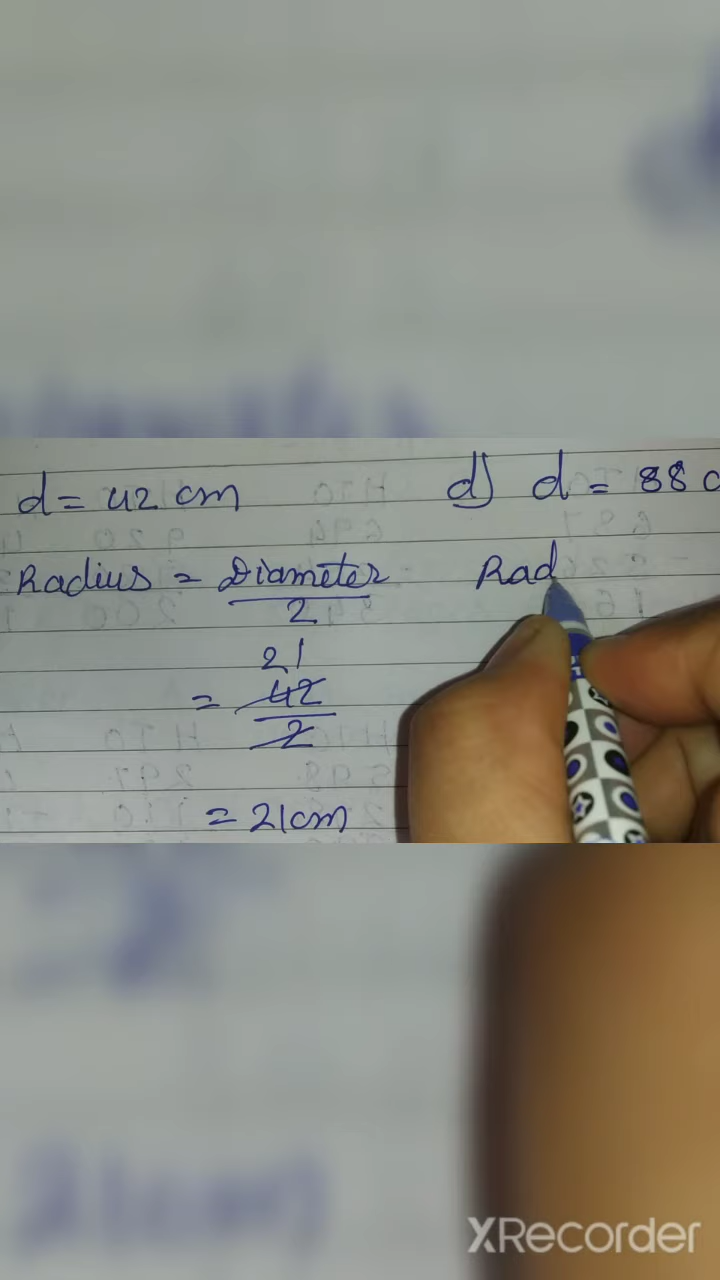 d = 42 cm
Radius = Diameter
2
21
= 42
2
= 21cm
d) d = 88 c
Rad
XRecorder